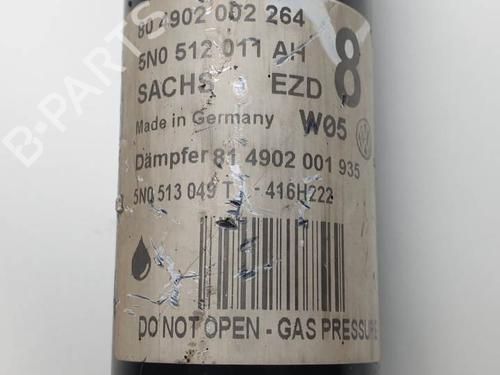 80 4902 002 264
5N0 512 011 AH
SACHS EZD 8
Made in Germany W05
Dämpfer 81 4902 001 935
5N0 513 049 T - 416H222
DO NOT OPEN - GAS PRESSURE
B-PARTS